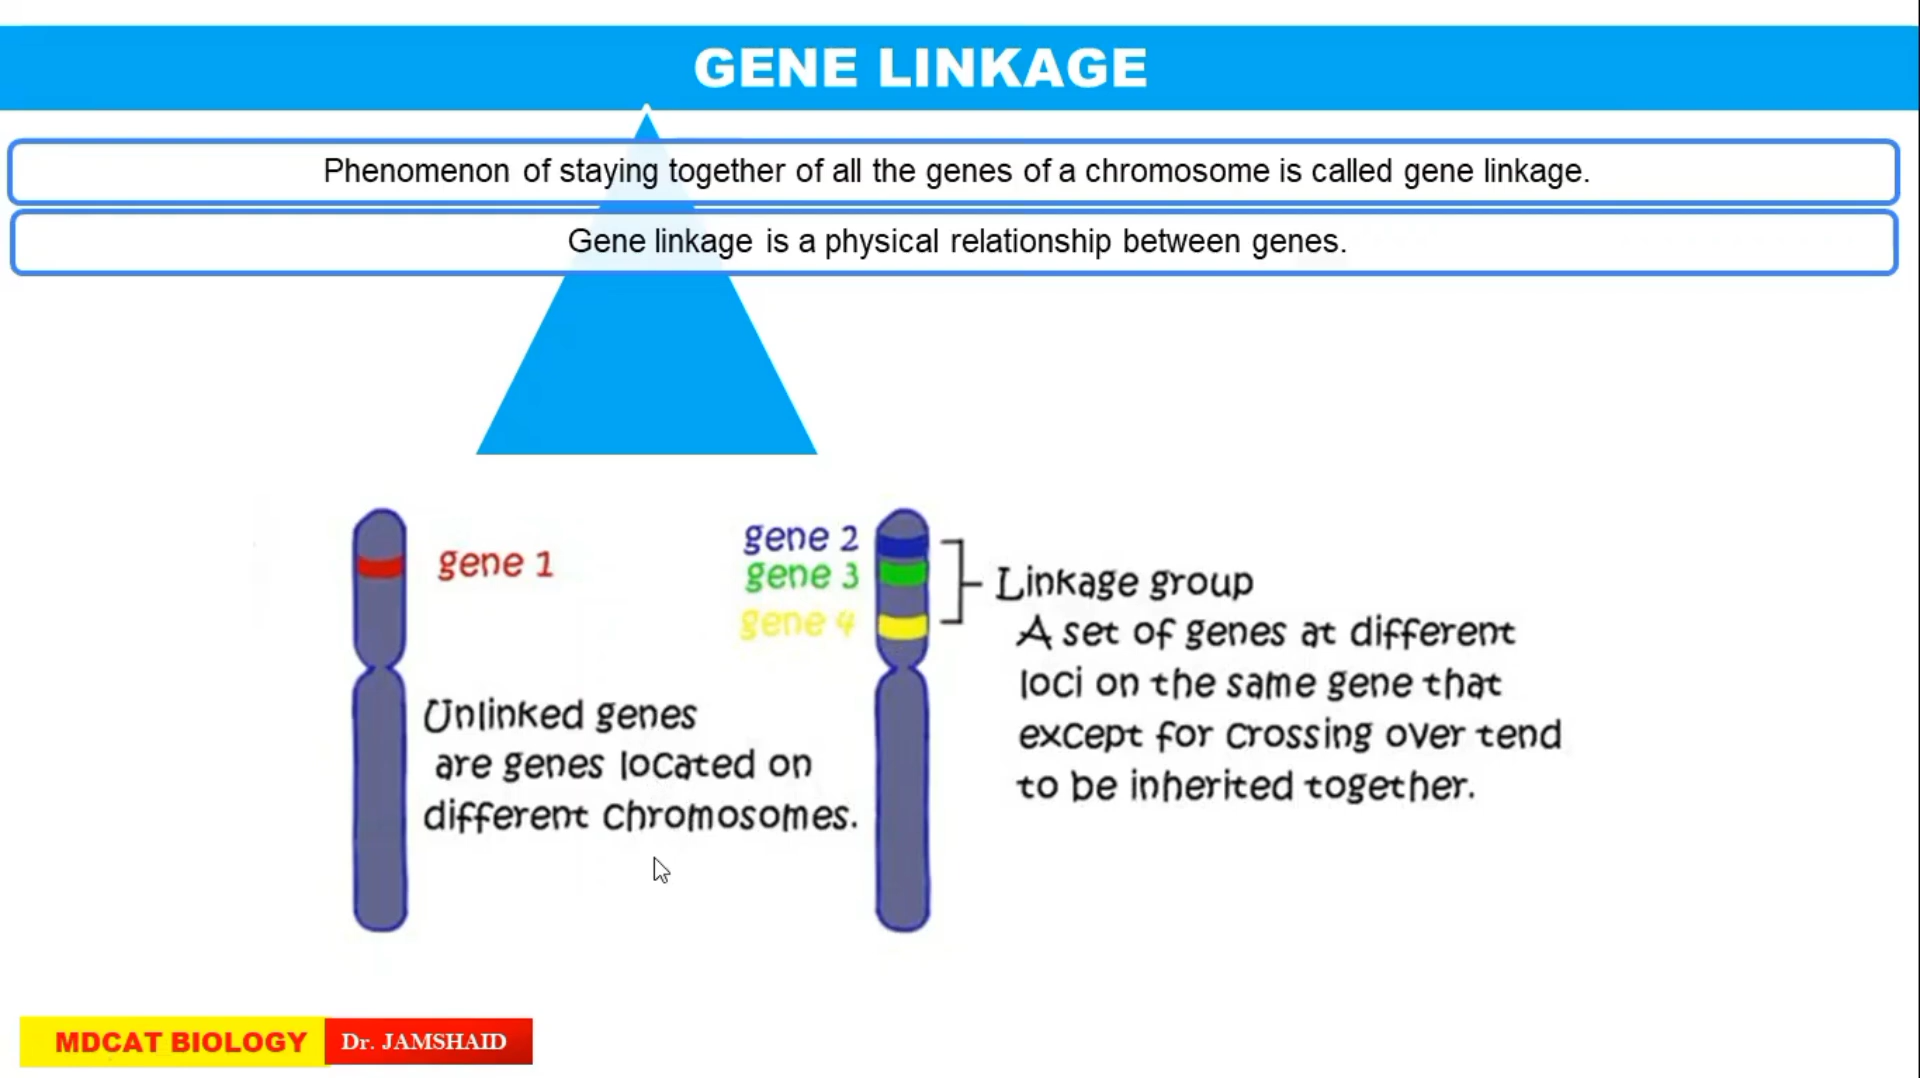 GENE LINKAGE
Phenomenon of staying together of all the genes of a chromosome is called gene linkage.
Gene linkage is a physical relationship between genes.
gene 1
Unlinked genes
are genes located on
different chromosomes.
gene 2
gene 3
gene 4
Linkage group
A set of genes at different
loci on the same gene that
except for crossing over tend
to be inherited together.
MDCAT BIOLOGY
Dr. JAMSHAID